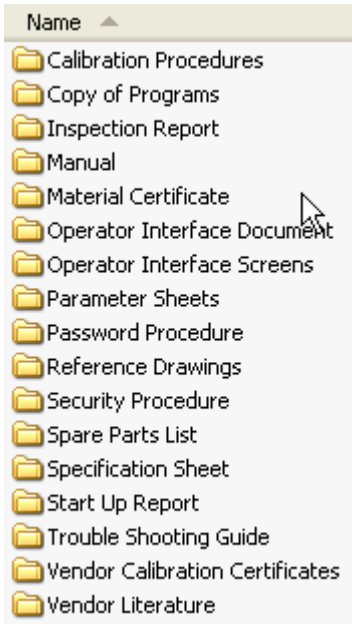 Name
Calibration Procedures
Copy of Programs
Inspection Report
Manual
Material Certificate
Operator Interface Document
Operator Interface Screens
Parameter Sheets
Password Procedure
Reference Drawings
Security Procedure
Spare Parts List
Specification Sheet
Start Up Report
Trouble Shooting Guide
Vendor Calibration Certificates
Vendor Literature